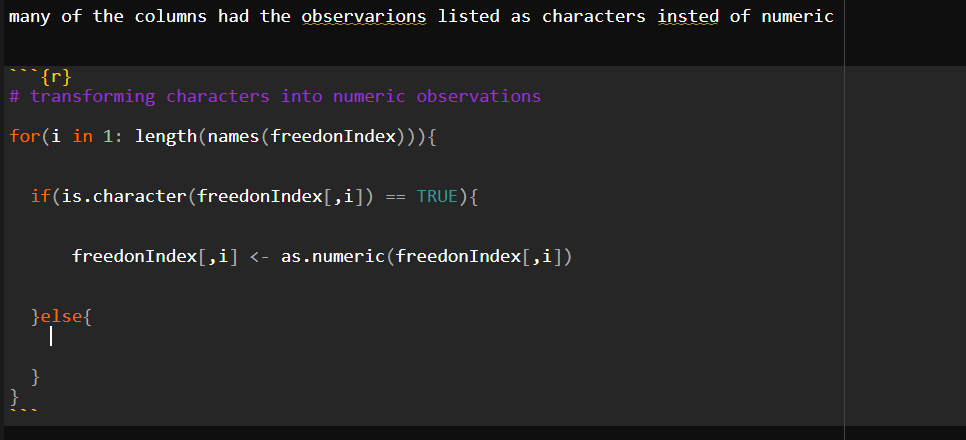 many of the columns had the observarions listed as characters insted of numeric
```{r}
# transforming characters into numeric observations
for(i in 1: length(names(freedonIndex))){
if(is.character(freedonIndex[,i]) == TRUE){
freedonIndex[,i] <- as.numeric(freedonIndex[,i])
}else{
}
}
```